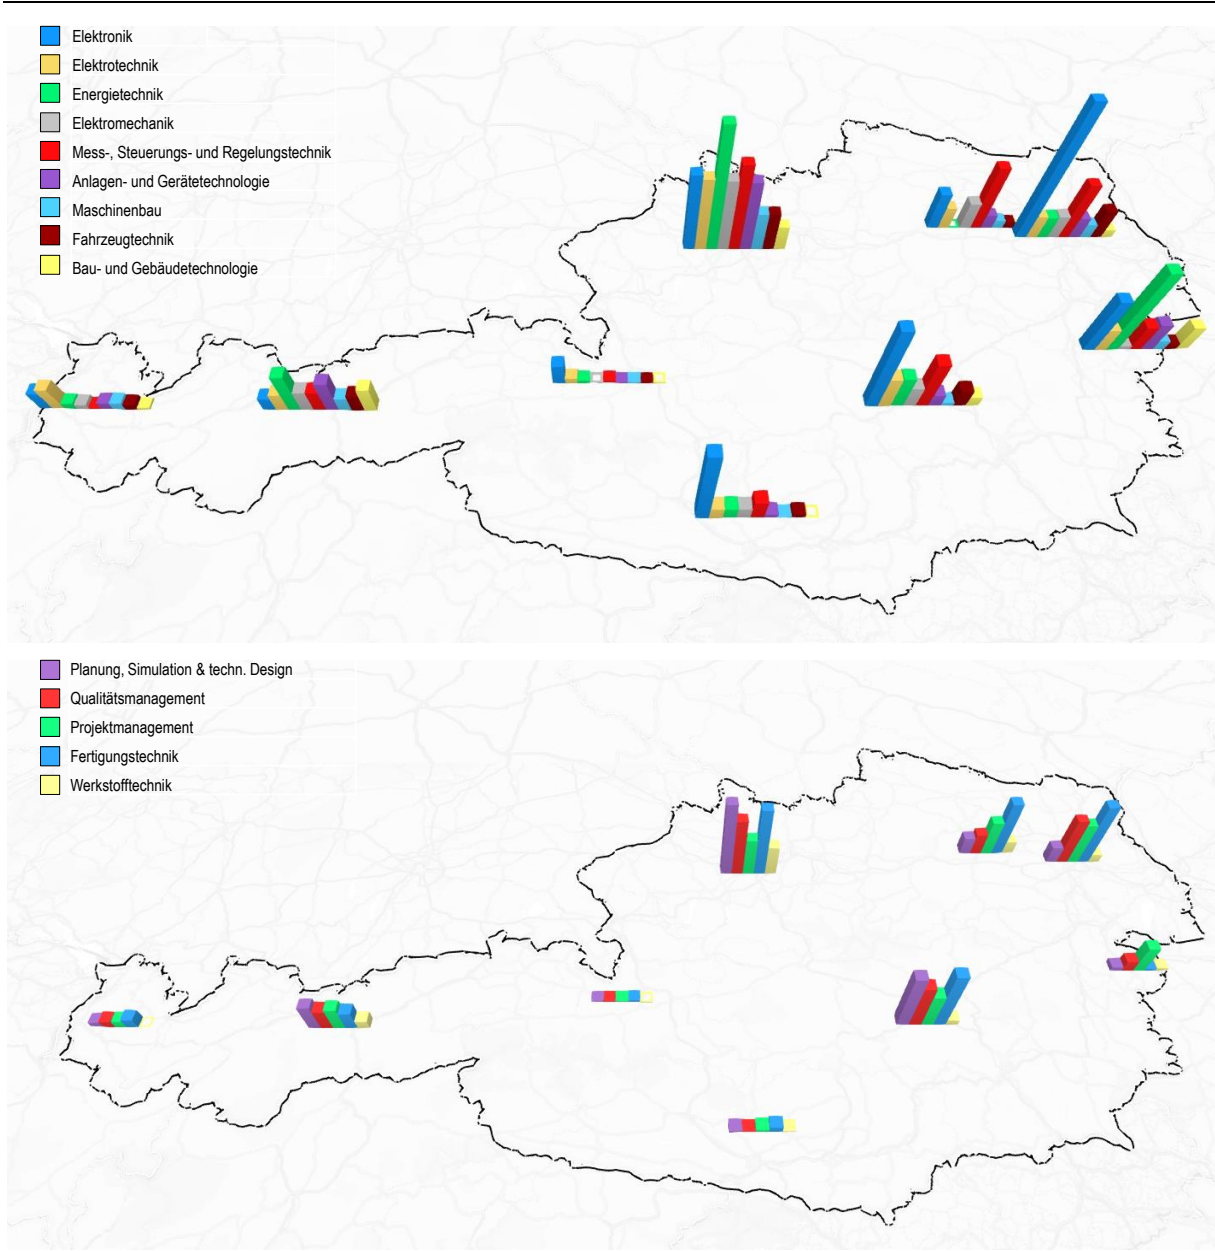 Elektronik
Elektrotechnik
Energietechnik
Elektromechanik
Mess-, Steuerungs- und Regelungstechnik
Anlagen- und Gerätetechnologie
Maschinenbau
Fahrzeugtechnik
Bau- und Gebäudetechnologie
Planung, Simulation & techn. Design
Qualitätsmanagement
Projektmanagement
Fertigungstechnik
Werkstofftechnik